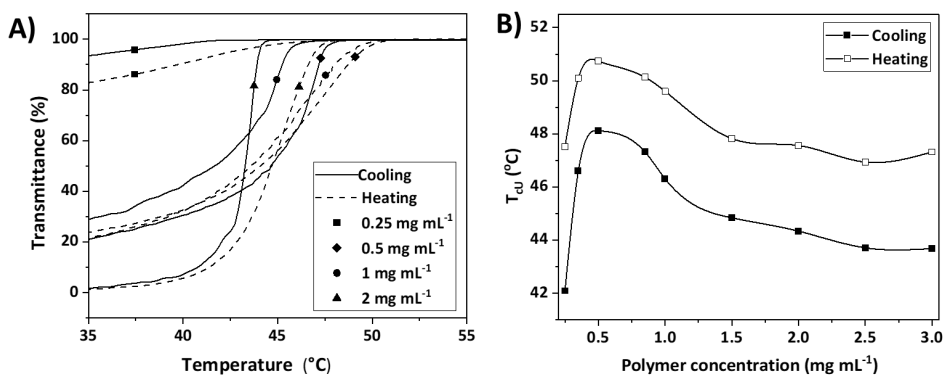 A)
100
80
60
40
20
0
Transmittance (%)
Cooling
Heating
0.25 mg mL⁻¹
0.5 mg mL⁻¹
1 mg mL⁻¹
2 mg mL⁻¹
35 40 45 50 55
Temperature (°C)
B)
52
50
48
46
44
42
TcU (°C)
Cooling
Heating
0.5 1.0 1.5 2.0 2.5 3.0
Polymer concentration (mg mL⁻¹)